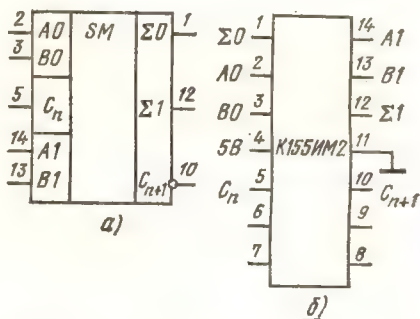 2 A0 SM Σ0 1
3 B0
5 Cn Σ1 12
14 A1
13 B1 Cn+1 10
а)
Σ0 1 14 A1
A0 2 13 B1
B0 3 12 Σ1
5В 4 К155ИМ2 11
Cn 5 10 Cn+1
6 9
7 8
б)